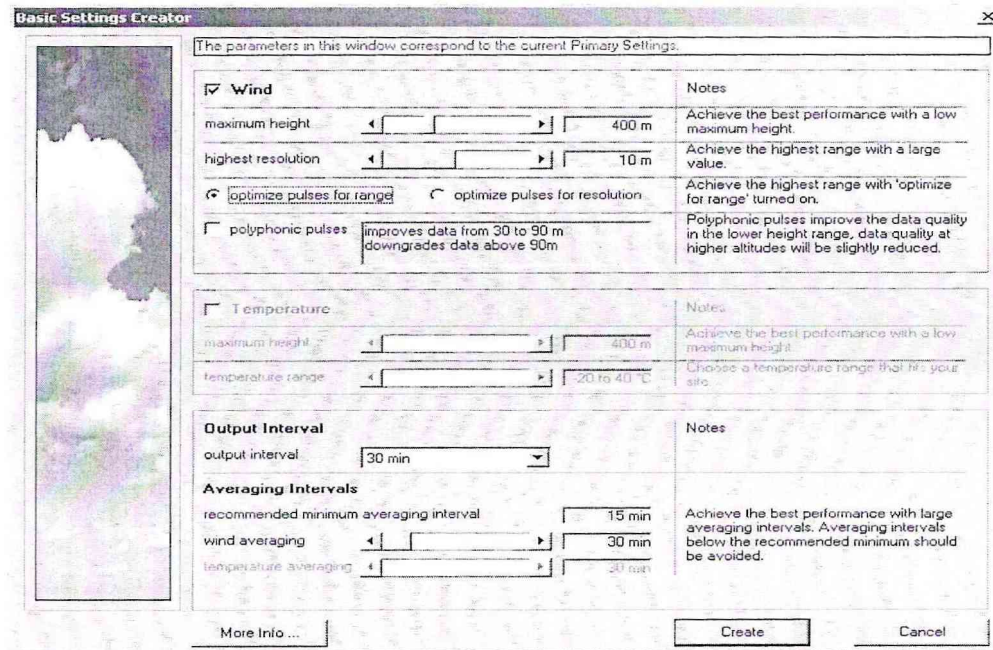 Basic Settings Creator
The parameters in this window correspond to the current Primary Settings.
Wind
Notes
maximum height
400 m
Achieve the best performance with a low
maximum height.
highest resolution
10 m
Achieve the highest range with a large
value.
optimize pulses for range
optimize pulses for resolution
Achieve the highest range with 'optimize
for range' turned on.
polyphonic pulses
improves data from 30 to 90 m
downgrades data above 90m
Polyphonic pulses improve the data quality
in the lower height range, data quality at
higher altitudes will be slightly reduced.
Temperature
Notes
maximum height
400 m
Achieve the best performance with a low
maximum height
temperature range
-20 to 40 °C
Choose a temperature range that fits your
site.
Output Interval
Notes
output interval
30 min
Averaging Intervals
recommended minimum averaging interval
15 min
wind averaging
30 min
Achieve the best performance with large
averaging intervals. Averaging intervals
below the recommended minimum should
be avoided.
temperature averaging
30 min
More Info ...
Create
Cancel